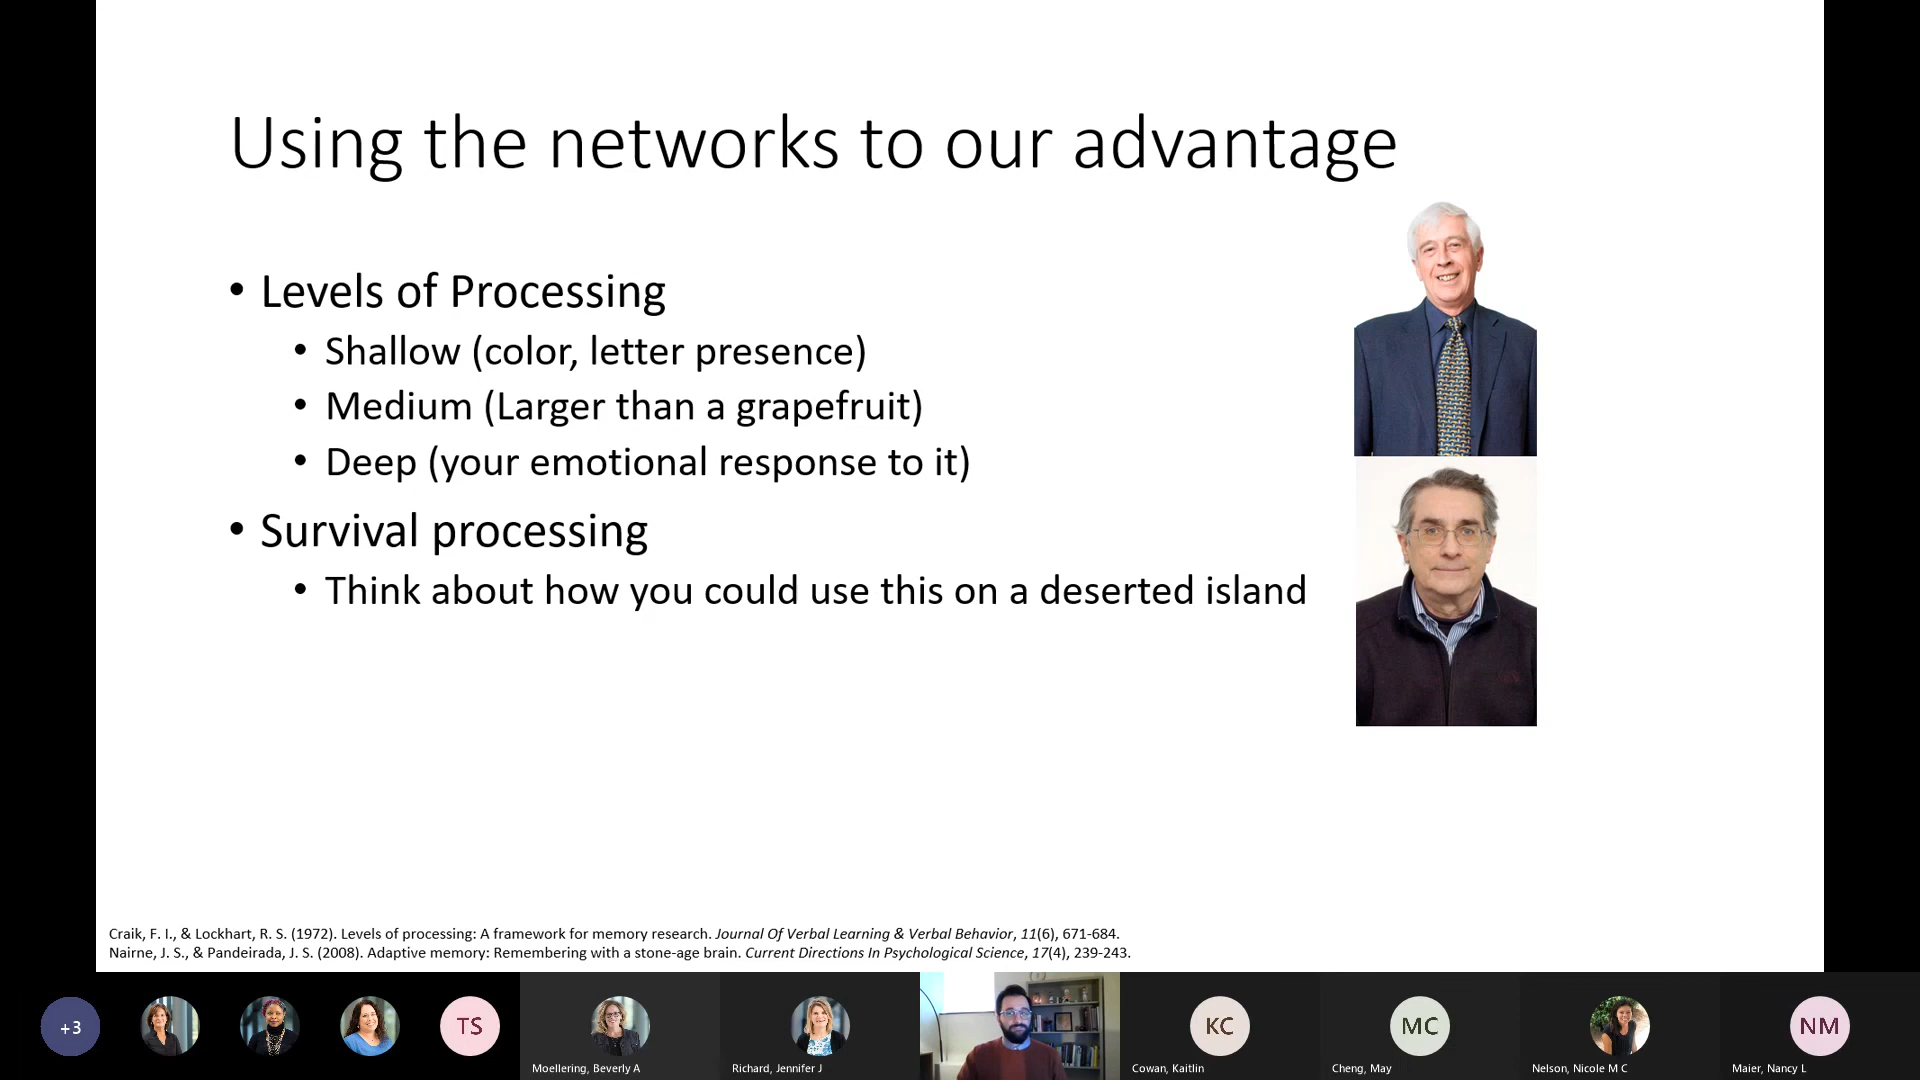 Using the networks to our advantage
• Levels of Processing
• Shallow (color, letter presence)
• Medium (Larger than a grapefruit)
• Deep (your emotional response to it)
• Survival processing
• Think about how you could use this on a deserted island
Craik, F. I., & Lockhart, R. S. (1972). Levels of processing: A framework for memory research. Journal Of Verbal Learning & Verbal Behavior, 11(6), 671-684.
Nairne, J. S., & Pandeirada, J. S. (2008). Adaptive memory: Remembering with a stone-age brain. Current Directions In Psychological Science, 17(4), 239-243.
+3
TS
KC
MC
NM
Moellering, Beverly A
Richard, Jennifer J
Cowan, Kaitlin
Cheng, May
Nelson, Nicole M C
Maier, Nancy L